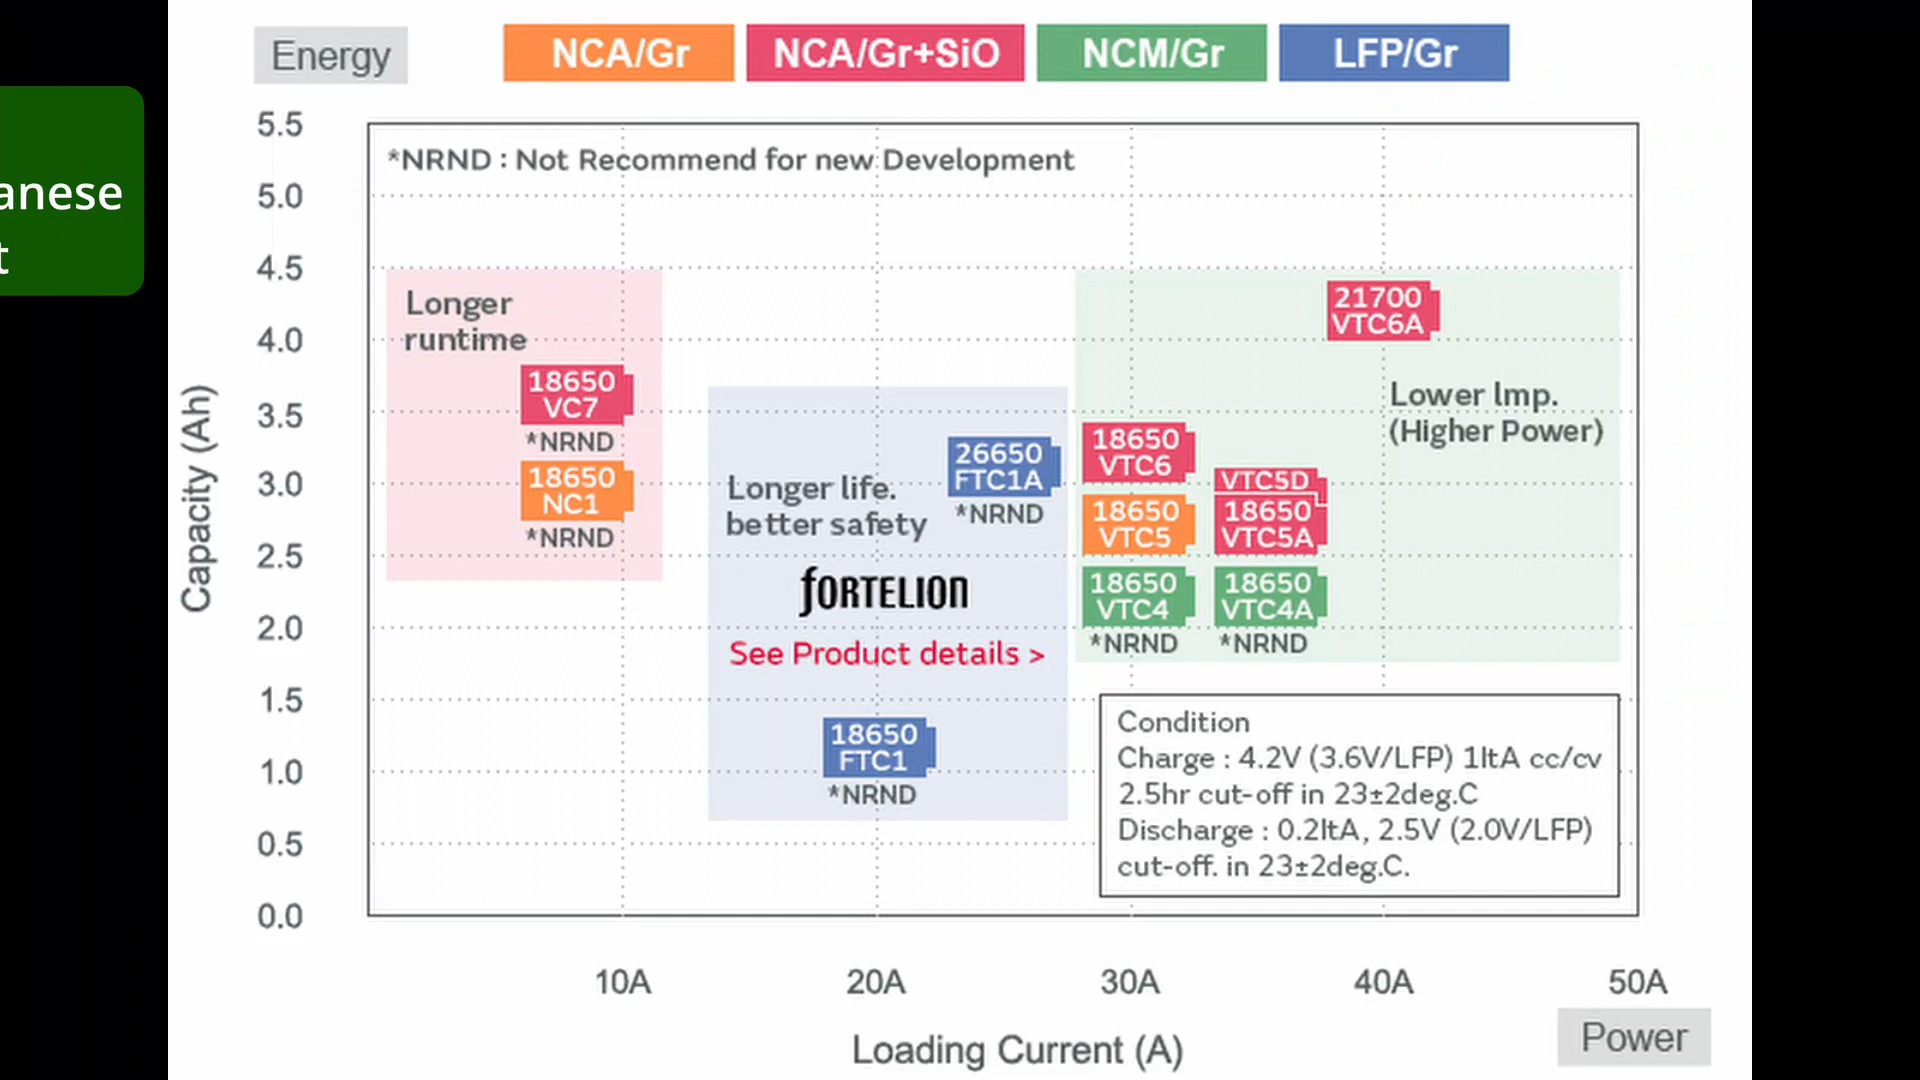 Energy
NCA/Gr
NCA/Gr+SiO
NCM/Gr
LFP/Gr
anese
t
5.5
5.0
4.5
4.0
3.5
3.0
2.5
2.0
1.5
1.0
0.5
0.0
Capacity (Ah)
*NRND : Not Recommend for new Development
Longer
runtime
18650
VC7
*NRND
18650
NC1
*NRND
Longer life.
better safety
26650
FTC1A
*NRND
fORTELION
See Product details >
18650
FTC1
*NRND
21700
VTC6A
Lower Imp.
(Higher Power)
18650
VTC6
VTC5D
18650
VTC5
18650
VTC5A
18650
VTC4
*NRND
18650
VTC4A
*NRND
Condition
Charge : 4.2V (3.6V/LFP) 1ItA cc/cv
2.5hr cut-off in 23±2deg.C
Discharge : 0.2ItA, 2.5V (2.0V/LFP)
cut-off. in 23±2deg.C.
10A
20A
30A
40A
50A
Loading Current (A)
Power